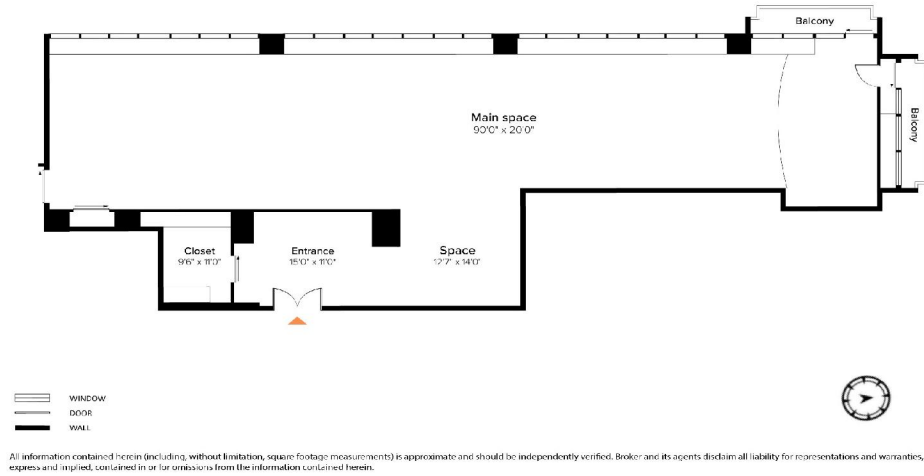 Balcony
Main space
90'0" x 20'0"
Balcony
Closet
9'6" x 11'0"
Entrance
15'0" x 11'0"
Space
12'7" x 14'0"
WINDOW
DOOR
WALL
All information contained herein (including, without limitation, square footage measurements) is approximate and should be independently verified. Broker and its agents disclaim all liability for representations and warranties,
express and implied, contained in or for omissions from the information contained herein.